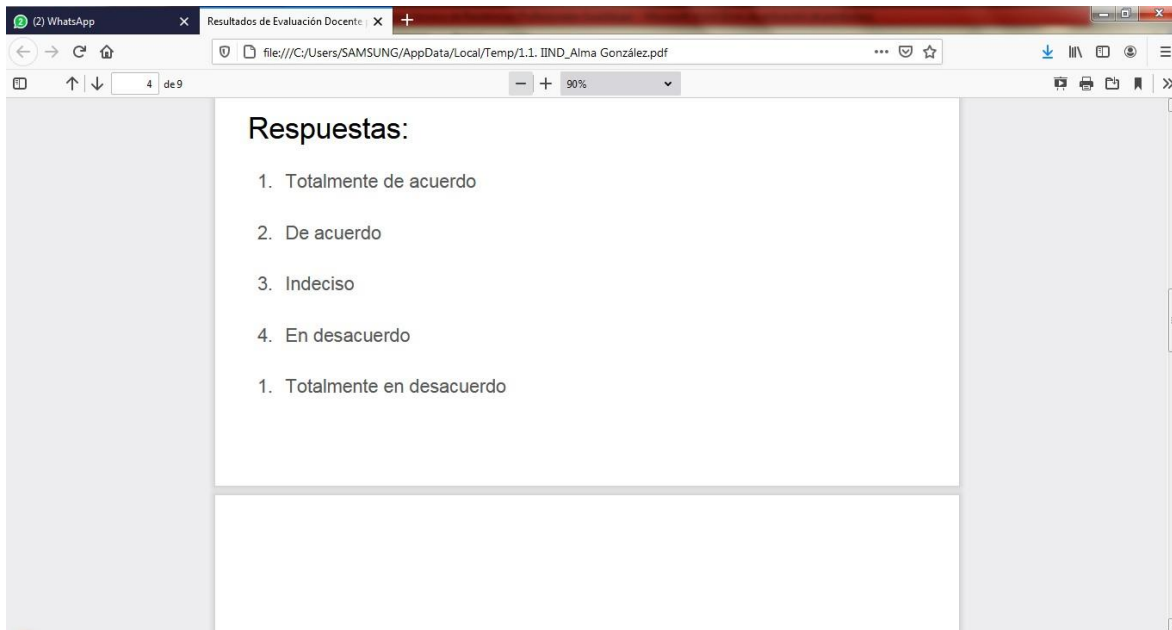 (2) WhatsApp
Resultados de Evaluación Docente
file:///C:/Users/SAMSUNG/AppData/Local/Temp/1.1. IIND_Alma González.pdf
4 de 9
90%
Respuestas:
1. Totalmente de acuerdo
2. De acuerdo
3. Indeciso
4. En desacuerdo
1. Totalmente en desacuerdo